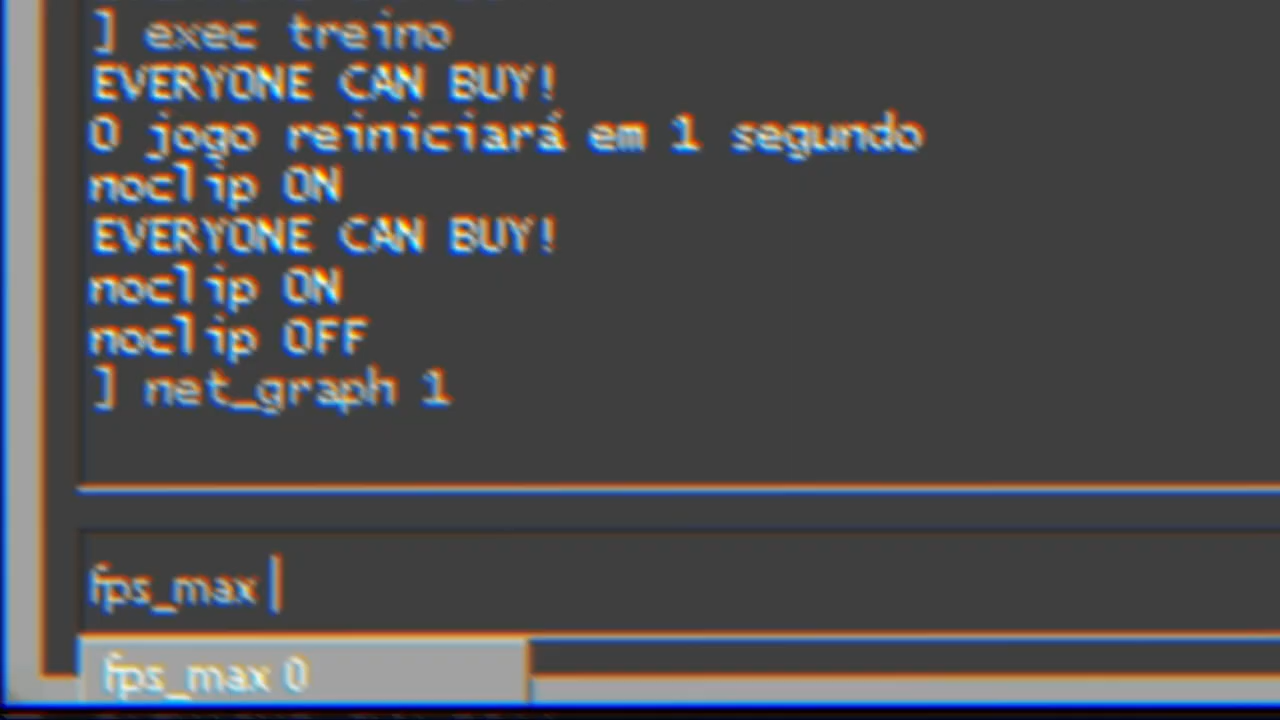 ] exec treino
EVERYONE CAN BUY!
O jogo reiniciará em 1 segundo
noclip ON
EVERYONE CAN BUY!
noclip ON
noclip OFF
] net_graph 1
fps_max
fps_max 0